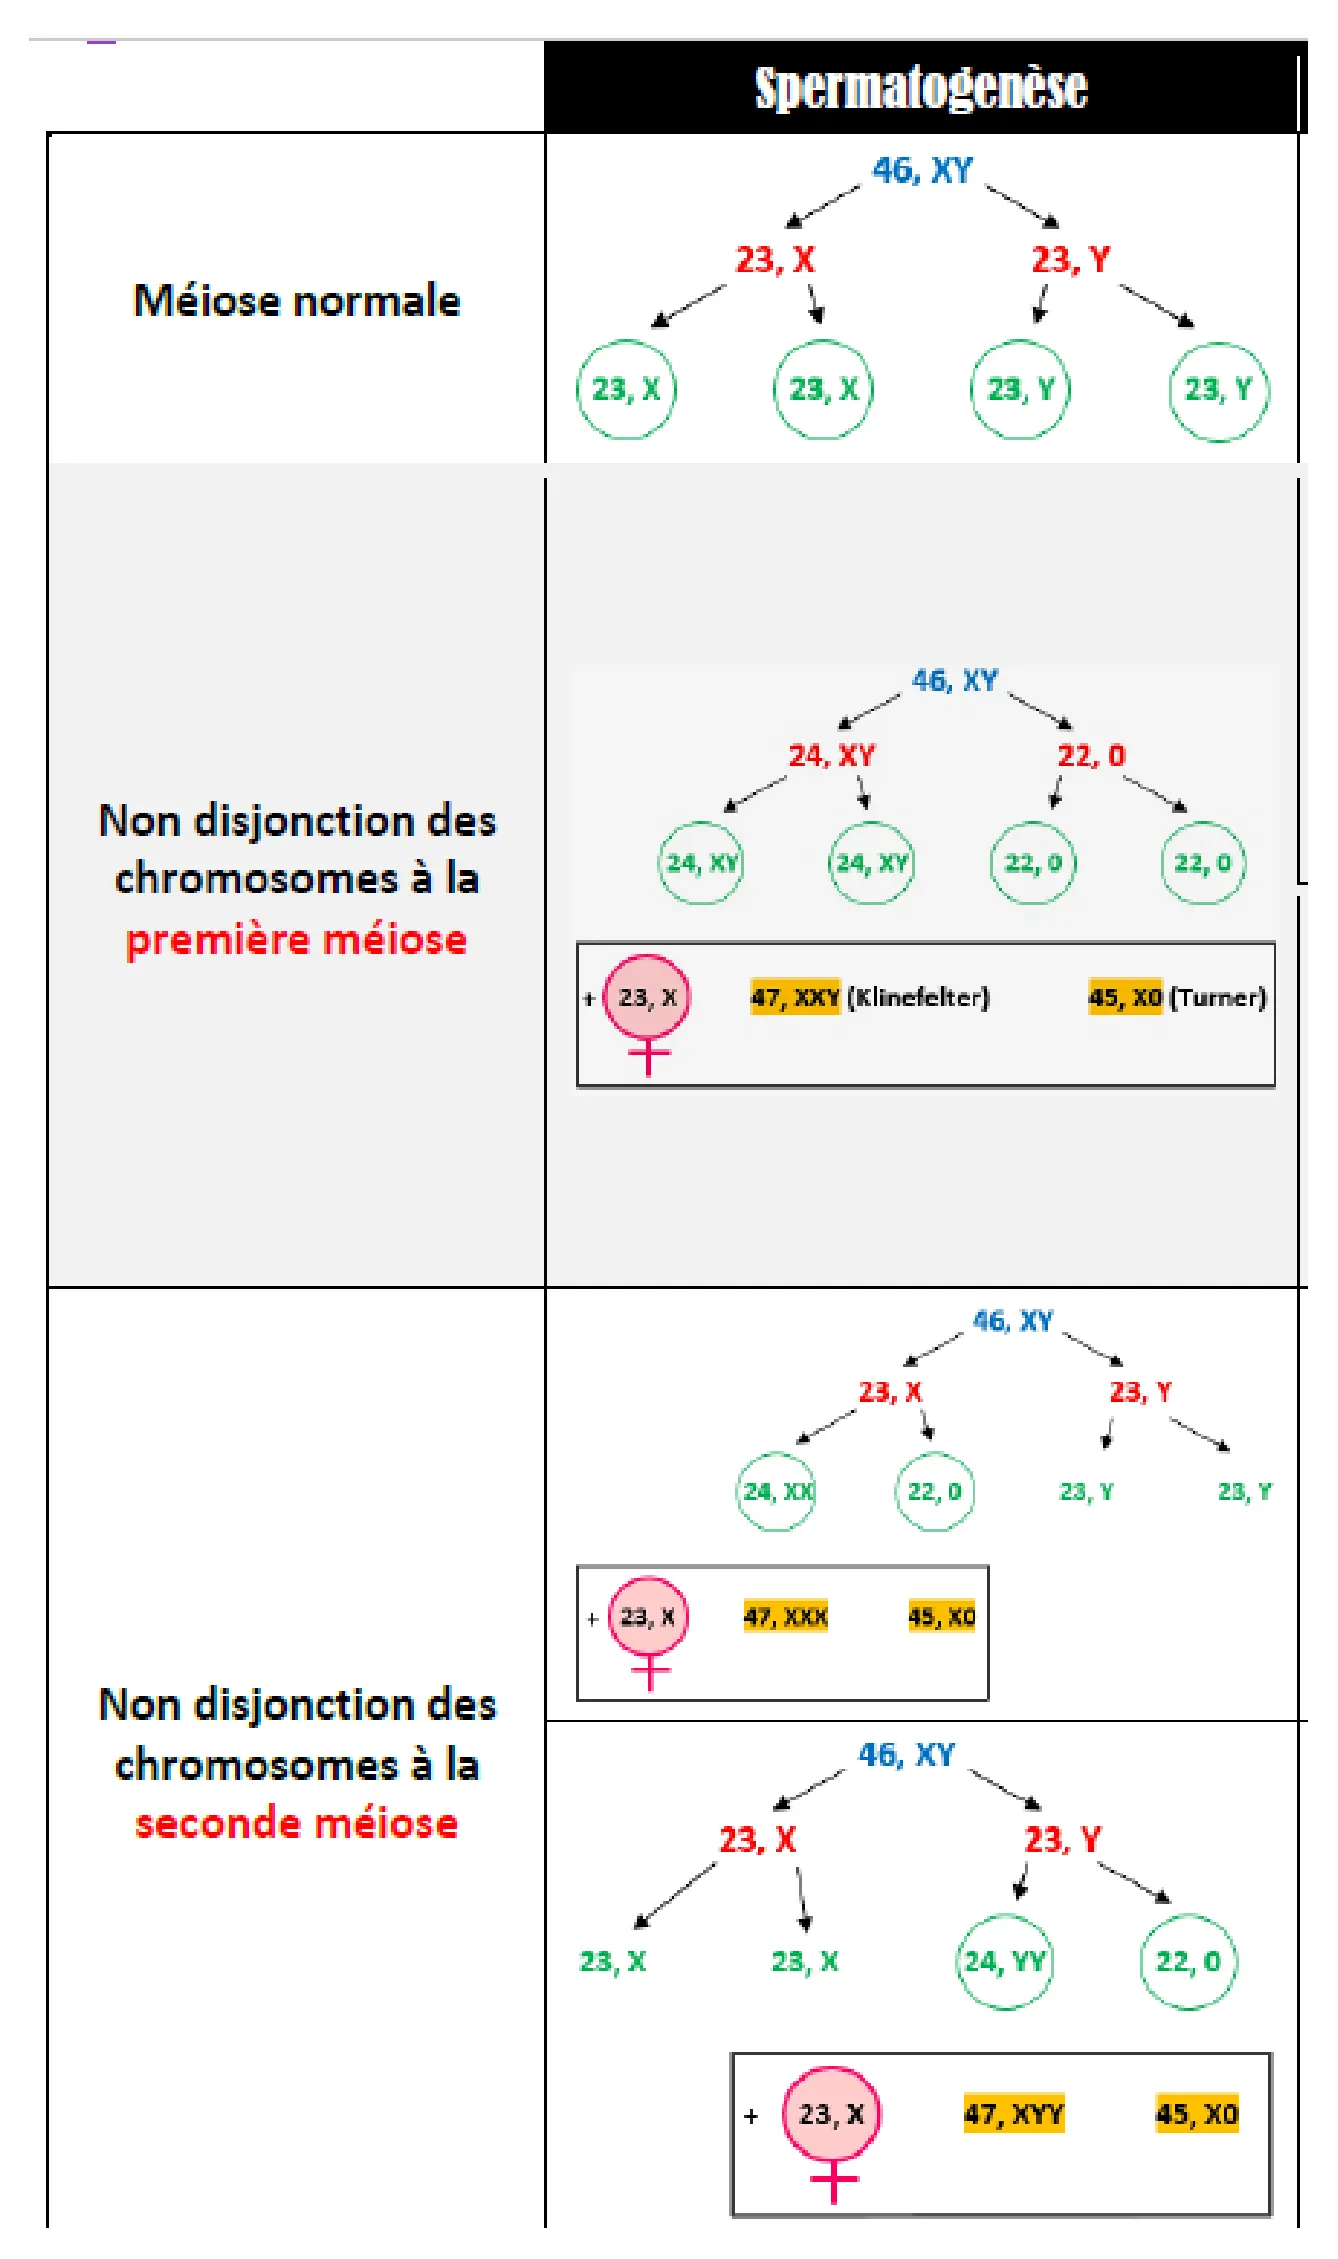 Spermatogenèse
Méiose normale
46, XY
23, X 23, Y
23, X 23, X 23, Y 23, Y
Non disjonction des
chromosomes à la
première méiose
46, XY
24, XY 22, 0
24, XY 24, XY 22, 0 22, 0
+ 23, X 47, XXY (Klinefelter) 45, X0 (Turner)
Non disjonction des
chromosomes à la
seconde méiose
46, XY
23, X 23, Y
24, XX 22, 0 23, Y 23, Y
+ 23, X 47, XXX 45, X0
46, XY
23, X 23, Y
23, X 23, X 24, YY 22, 0
+ 23, X 47, XYY 45, X0